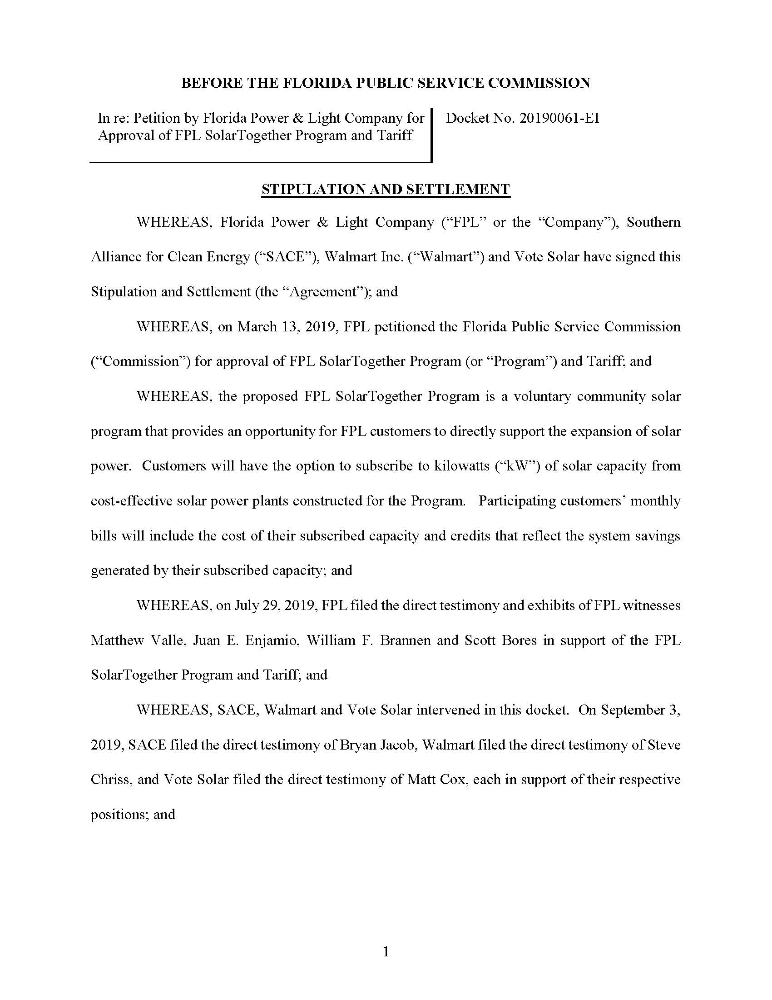 BEFORE THE FLORIDA PUBLIC SERVICE COMMISSION
In re: Petition by Florida Power & Light Company for
Approval of FPL SolarTogether Program and Tariff
Docket No. 20190061-EI
STIPULATION AND SETTLEMENT
WHEREAS, Florida Power & Light Company (“FPL” or the “Company”), Southern
Alliance for Clean Energy (“SACE”), Walmart Inc. (“Walmart”) and Vote Solar have signed this
Stipulation and Settlement (the “Agreement”); and
WHEREAS, on March 13, 2019, FPL petitioned the Florida Public Service Commission
(“Commission”) for approval of FPL SolarTogether Program (or “Program”) and Tariff; and
WHEREAS, the proposed FPL SolarTogether Program is a voluntary community solar
program that provides an opportunity for FPL customers to directly support the expansion of solar
power. Customers will have the option to subscribe to kilowatts (“kW”) of solar capacity from
cost-effective solar power plants constructed for the Program. Participating customers’ monthly
bills will include the cost of their subscribed capacity and credits that reflect the system savings
generated by their subscribed capacity; and
WHEREAS, on July 29, 2019, FPL filed the direct testimony and exhibits of FPL witnesses
Matthew Valle, Juan E. Enjamio, William F. Brannen and Scott Bores in support of the FPL
SolarTogether Program and Tariff; and
WHEREAS, SACE, Walmart and Vote Solar intervened in this docket. On September 3,
2019, SACE filed the direct testimony of Bryan Jacob, Walmart filed the direct testimony of Steve
Chriss, and Vote Solar filed the direct testimony of Matt Cox, each in support of their respective
positions; and
1